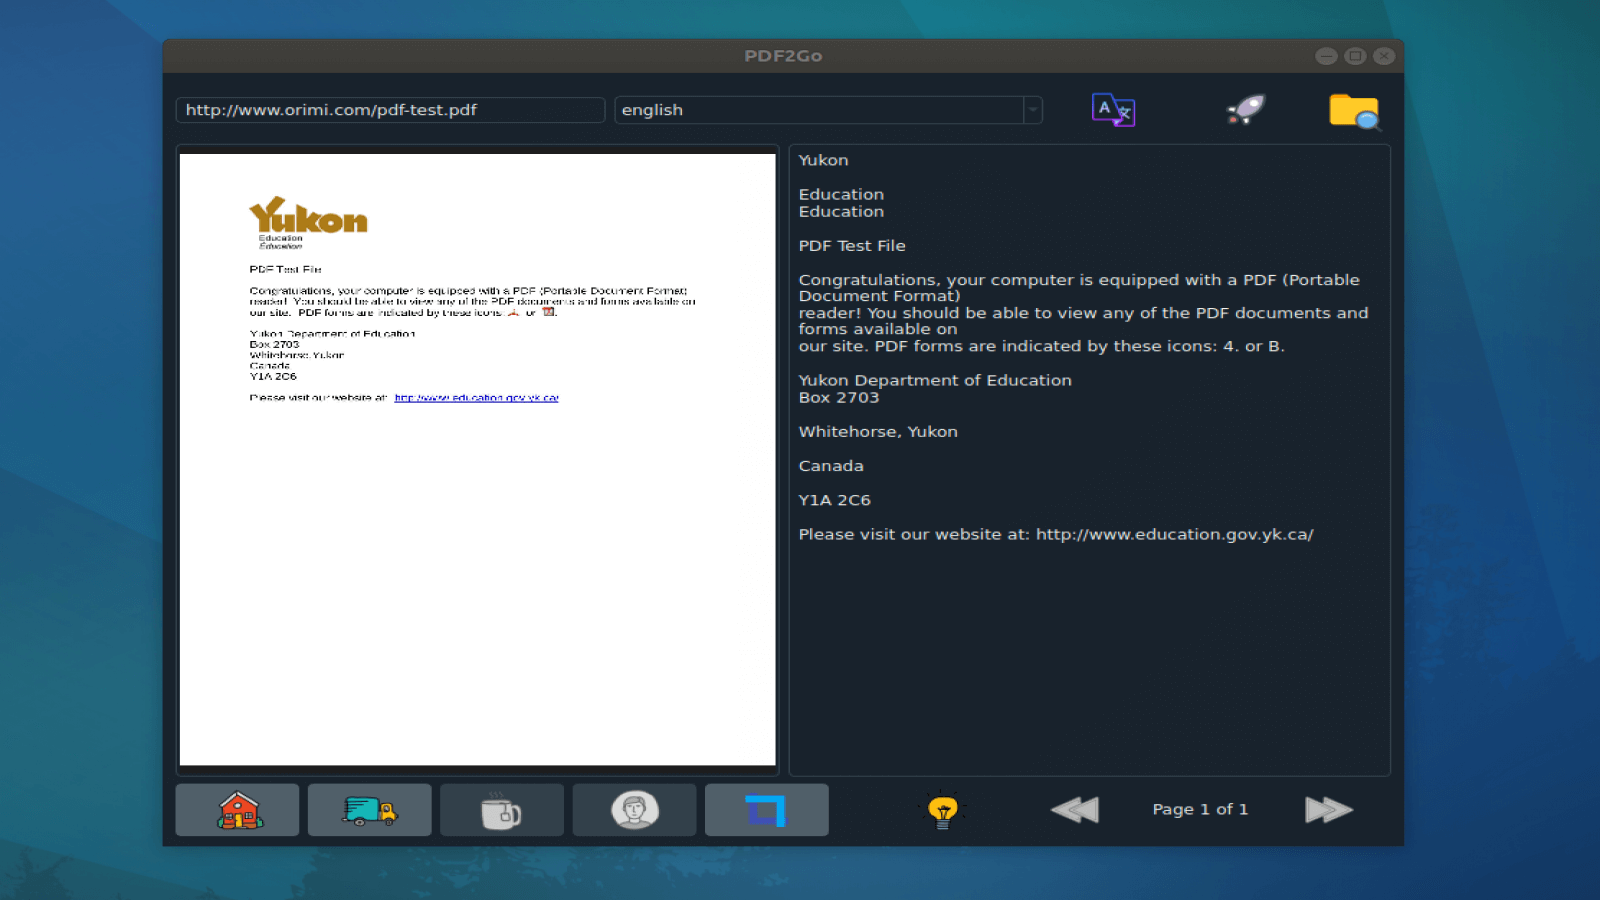 PDF2Go
http://www.orimi.com/pdf-test.pdf
english
A
Yukon
Education
Éducation
PDF Test File
Congratulations, your computer is equipped with a PDF (Portable Document Format)
reader! You should be able to view any of the PDF documents and forms available on
our site. PDF forms are indicated by these icons: or .
Yukon Department of Education
Box 2703
Whitehorse, Yukon
Canada
Y1A 2C6
Please visit our website at: http://www.education.gov.yk.ca/
Yukon
Education
Education
PDF Test File
Congratulations, your computer is equipped with a PDF (Portable
Document Format)
reader! You should be able to view any of the PDF documents and
forms available on
our site. PDF forms are indicated by these icons: 4. or B.
Yukon Department of Education
Box 2703
Whitehorse, Yukon
Canada
Y1A 2C6
Please visit our website at: http://www.education.gov.yk.ca/
Page 1 of 1